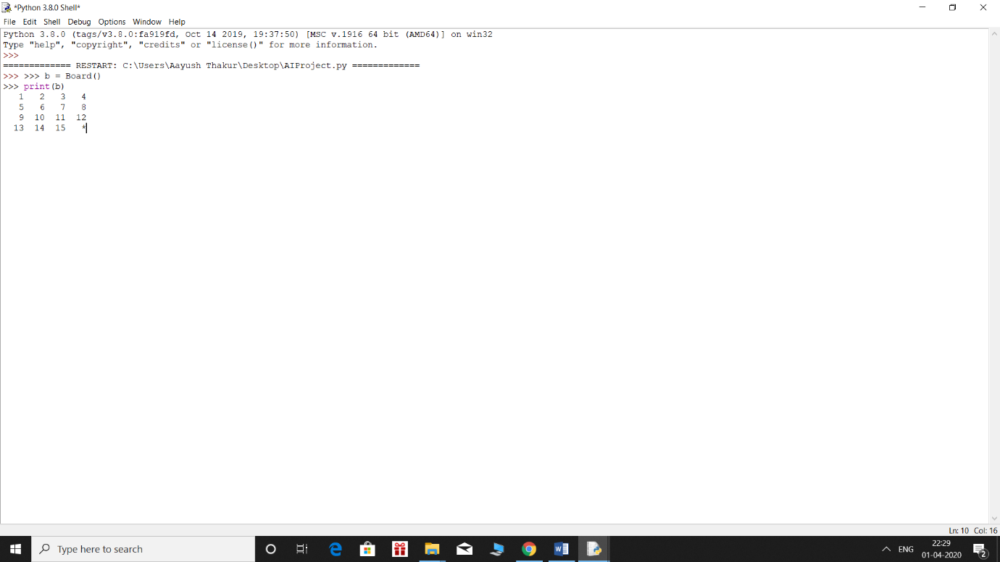 *Python 3.8.0 Shell*
File Edit Shell Debug Options Window Help
Python 3.8.0 (tags/v3.8.0:fa919fd, Oct 14 2019, 19:37:50) [MSC v.1916 64 bit (AMD64)] on win32
Type "help", "copyright", "credits" or "license()" for more information.
>>>
============= RESTART: C:\Users\Aayush Thakur\Desktop\AIProject.py =============
>>> >>> b = Board()
>>> print(b)
   1   2   3   4
   5   6   7   8
   9  10  11  12
  13  14  15   *
Ln: 10 Col: 16
Type here to search
ENG
22:29
01-04-2020
2